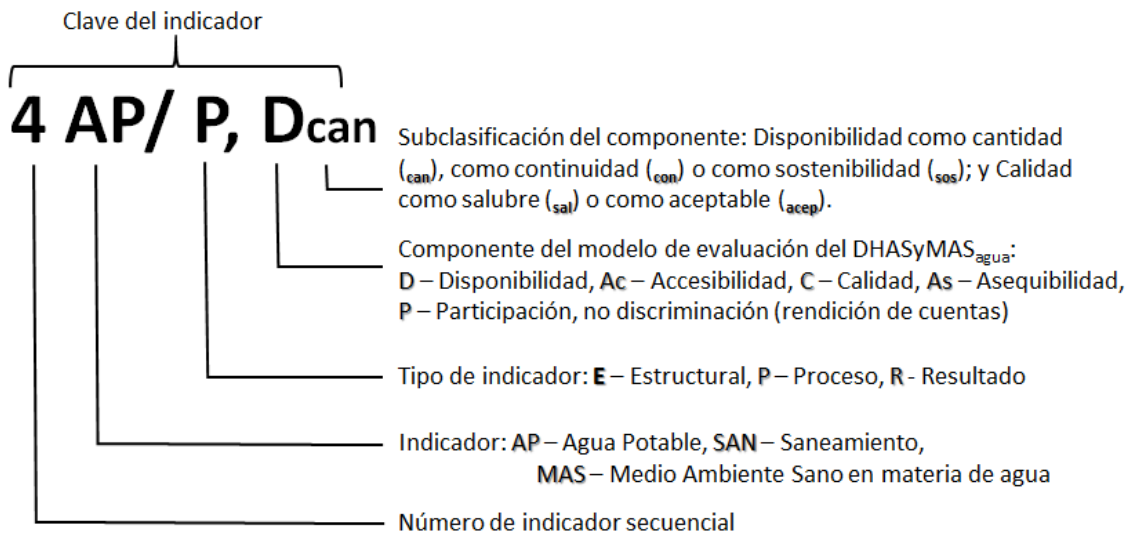 Clave del indicador
4 AP/ P, Dcan
Subclasificación del componente: Disponibilidad como cantidad
(can), como continuidad (con) o como sostenibilidad (sos); y Calidad
como salubre (sal) o como aceptable (acep).
Componente del modelo de evaluación del DHASyMASagua:
D – Disponibilidad, Ac – Accesibilidad, C – Calidad, As – Asequibilidad,
P – Participación, no discriminación (rendición de cuentas)
Tipo de indicador: E – Estructural, P – Proceso, R - Resultado
Indicador: AP – Agua Potable, SAN – Saneamiento,
MAS – Medio Ambiente Sano en materia de agua
Número de indicador secuencial